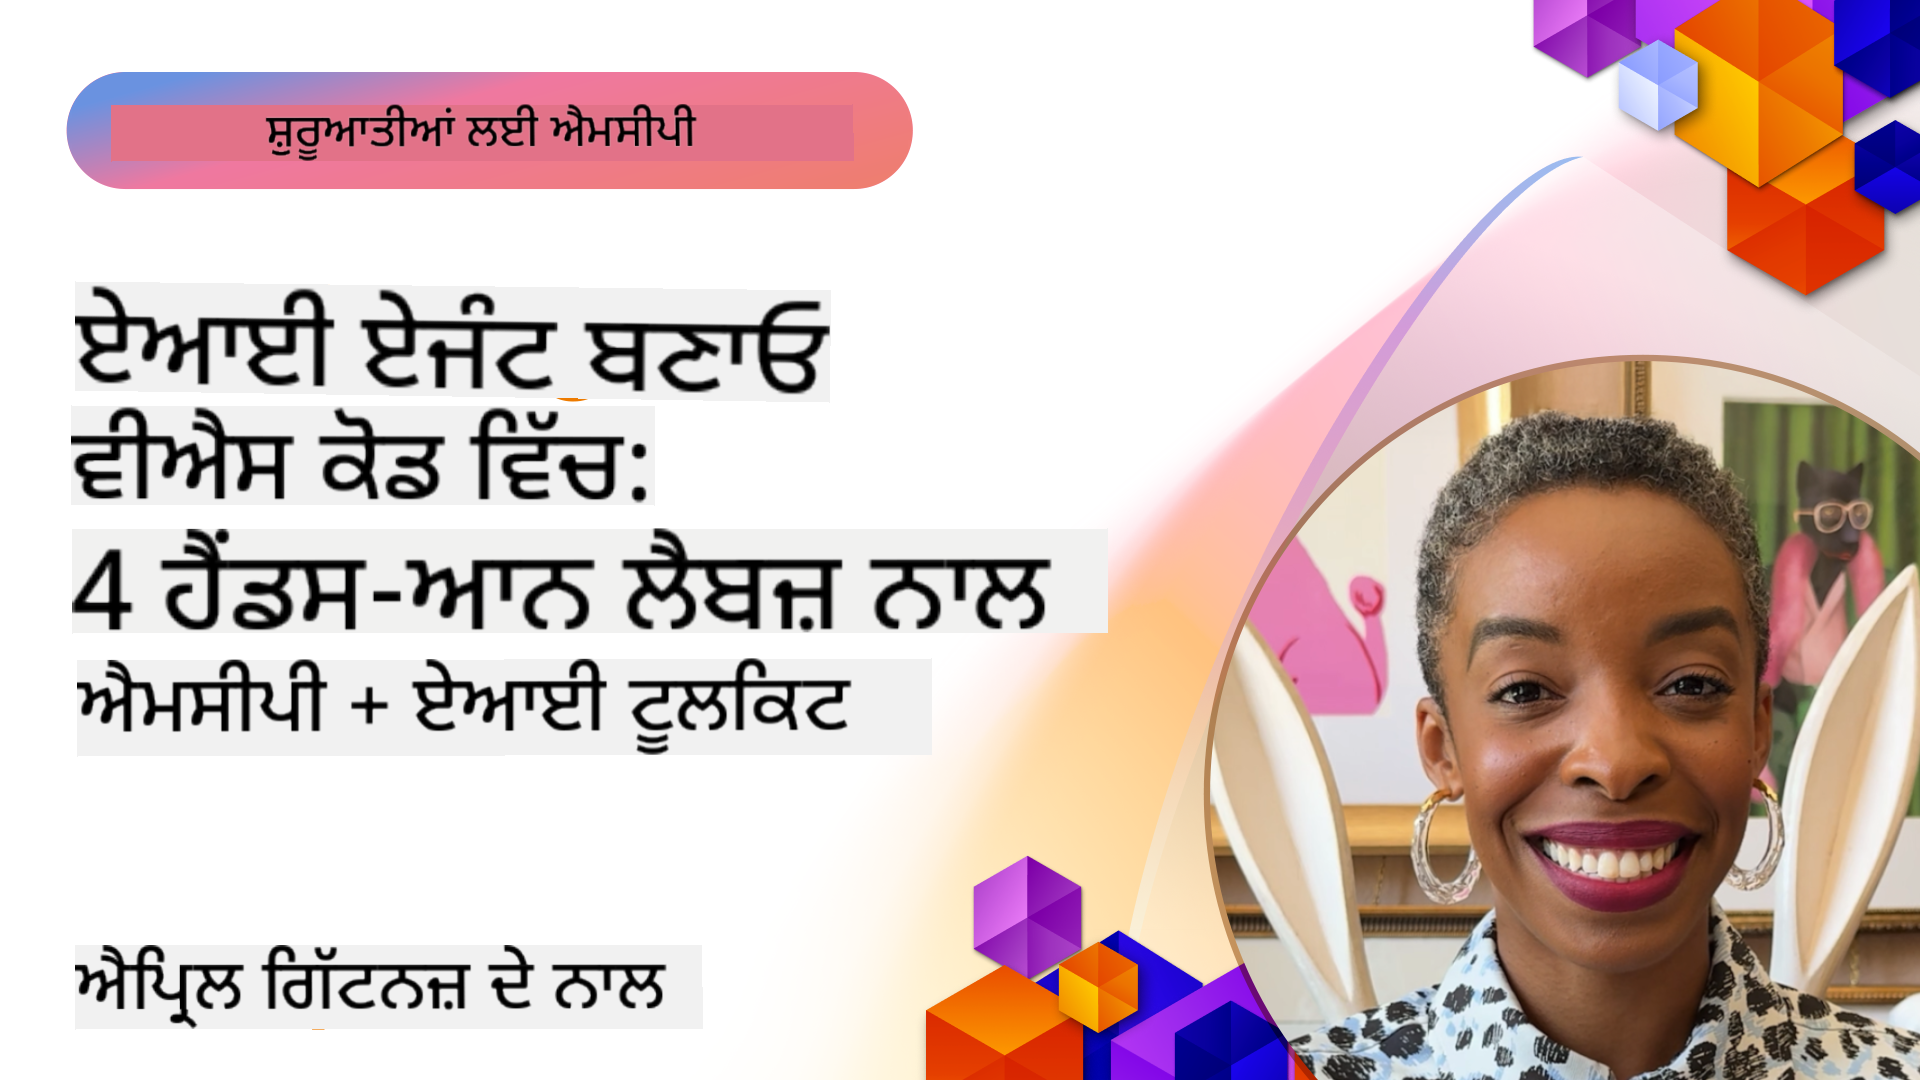 ਸ਼ੁਰੂਆਤੀਆਂ ਲਈ ਐਮਸੀਪੀ
ਏਆਈ ਏਜੰਟ ਬਣਾਓ
ਵੀਐਸ ਕੋਡ ਵਿੱਚ:
4 ਹੈਂਡਸ-ਆਨ ਲੈਬਜ਼ ਨਾਲ
ਐਮਸੀਪੀ + ਏਆਈ ਟੂਲਕਿਟ
ਐਪ੍ਰਿਲ ਗਿੱਟਨਜ਼ ਦੇ ਨਾਲ